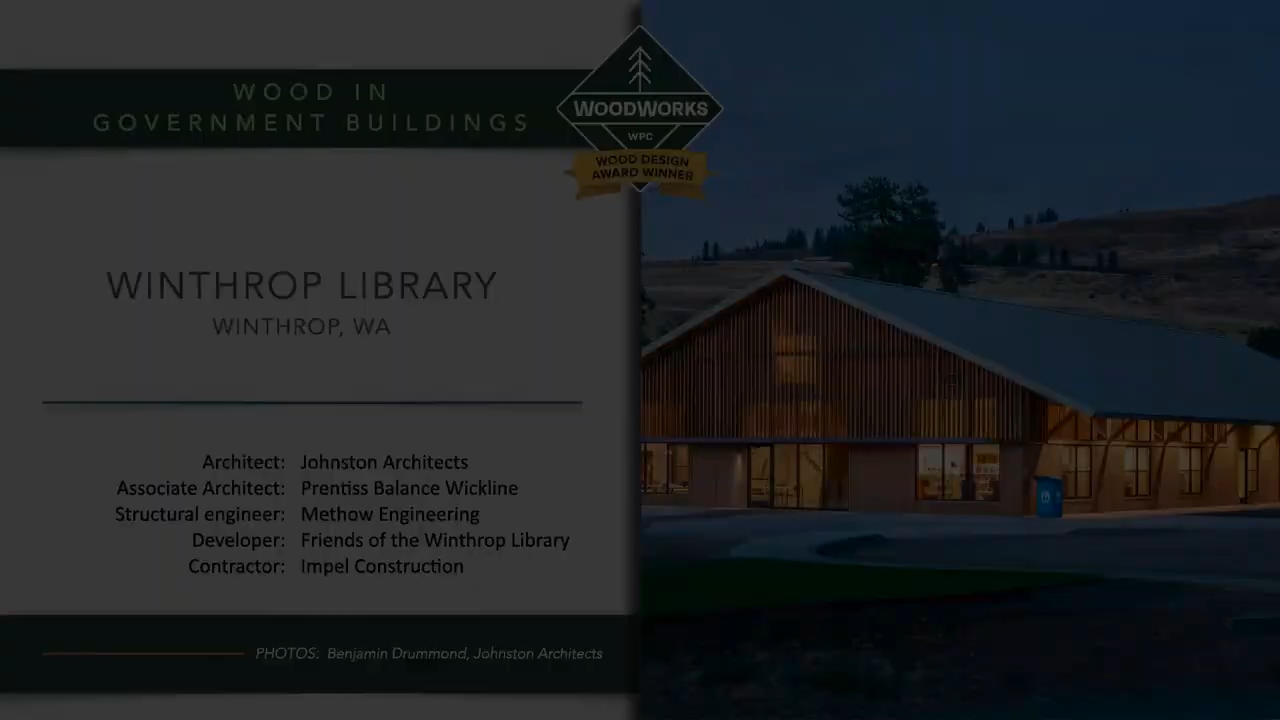 WOOD IN
GOVERNMENT BUILDINGS
WOODWORKS
WPC
WOOD DESIGN
AWARD WINNER
WINTHROP LIBRARY
WINTHROP, WA
Architect: Johnston Architects
Associate Architect: Prentiss Balance Wickline
Structural engineer: Methow Engineering
Developer: Friends of the Winthrop Library
Contractor: Impel Construction
PHOTOS: Benjamin Drummond, Johnston Architects